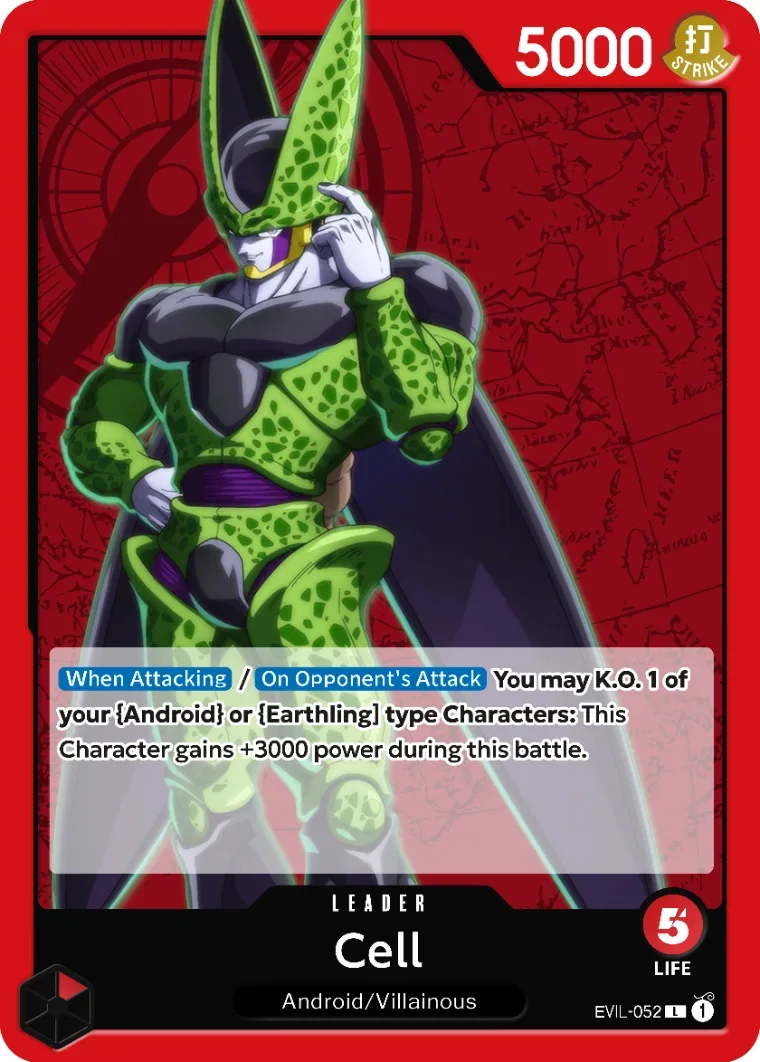 5000
打
STRIKE
When Attacking / On Opponent's Attack You may K.O. 1 of
your {Android} or {Earthling] type Characters: This
Character gains +3000 power during this battle.
LEADER
Cell
5
LIFE
Android/Villainous
EVIL-052 L 1